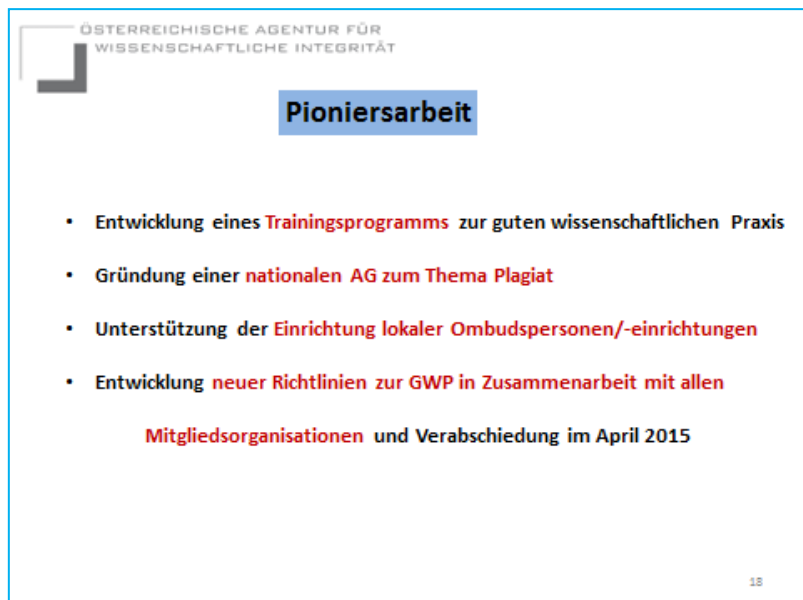 ÖSTERREICHISCHE AGENTUR FÜR
WISSENSCHAFTLICHE INTEGRITÄT
Pioniersarbeit
• Entwicklung eines Trainingsprogramms zur guten wissenschaftlichen Praxis
• Gründung einer nationalen AG zum Thema Plagiat
• Unterstützung der Einrichtung lokaler Ombudspersonen/-einrichtungen
• Entwicklung neuer Richtlinien zur GWP in Zusammenarbeit mit allen
Mitgliedsorganisationen und Verabschiedung im April 2015
18